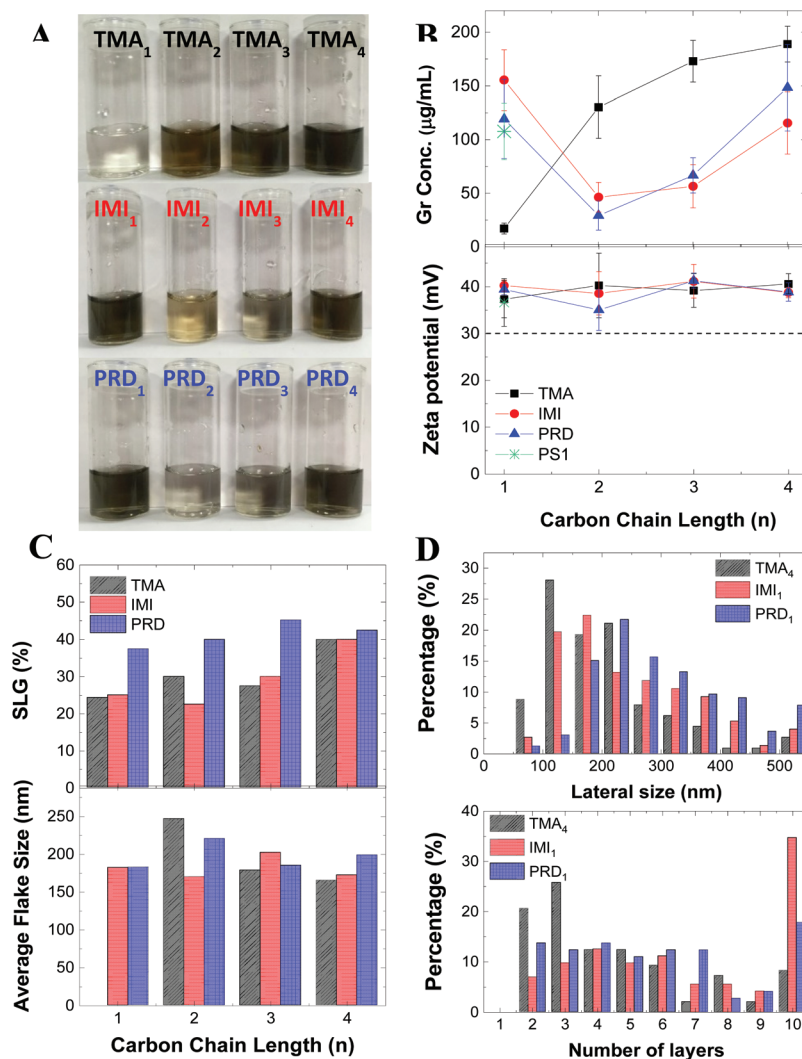 A
TMA1 TMA2 TMA3 TMA4
IMI1 IMI2 IMI3 IMI4
PRD1 PRD2 PRD3 PRD4
B
200
150
100
50
0
Gr Conc. (µg/mL)
40
30
Zeta potential (mV)
TMA
IMI
PRD
PS1
1 2 3 4
Carbon Chain Length (n)
C
60
50
40
30
20
10
0
SLG (%)
TMA
IMI
PRD
250
200
150
100
50
0
Average Flake Size (nm)
1 2 3 4
Carbon Chain Length (n)
D
30
25
20
15
10
5
0
Percentage (%)
TMA4
IMI1
PRD1
0 100 200 300 400 500
Lateral size (nm)
40
30
20
10
0
Percentage (%)
TMA4
IMI1
PRD1
1 2 3 4 5 6 7 8 9 10
Number of layers